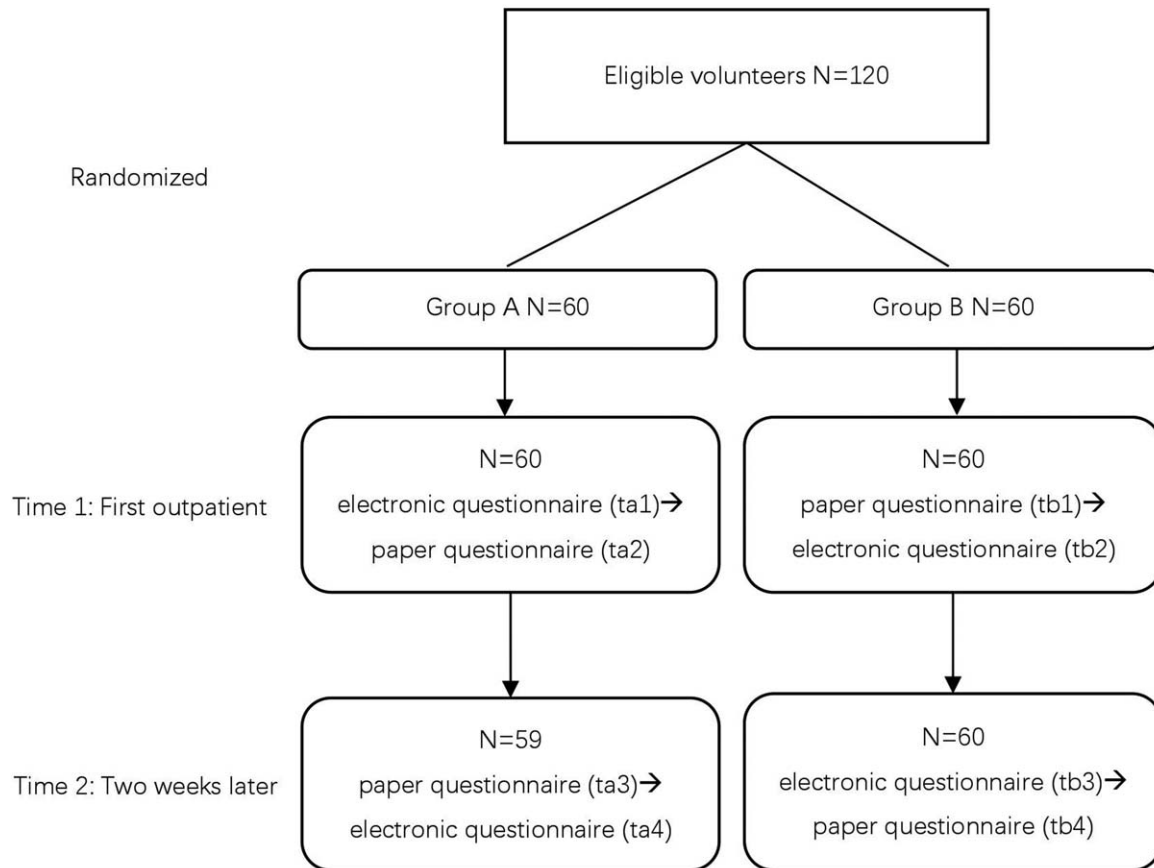 Eligible volunteers N=120
Randomized
Group A N=60
Group B N=60
Time 1: First outpatient
N=60
electronic questionnaire (ta1)→
paper questionnaire (ta2)
N=60
paper questionnaire (tb1)→
electronic questionnaire (tb2)
Time 2: Two weeks later
N=59
paper questionnaire (ta3)→
electronic questionnaire (ta4)
N=60
electronic questionnaire (tb3)→
paper questionnaire (tb4)